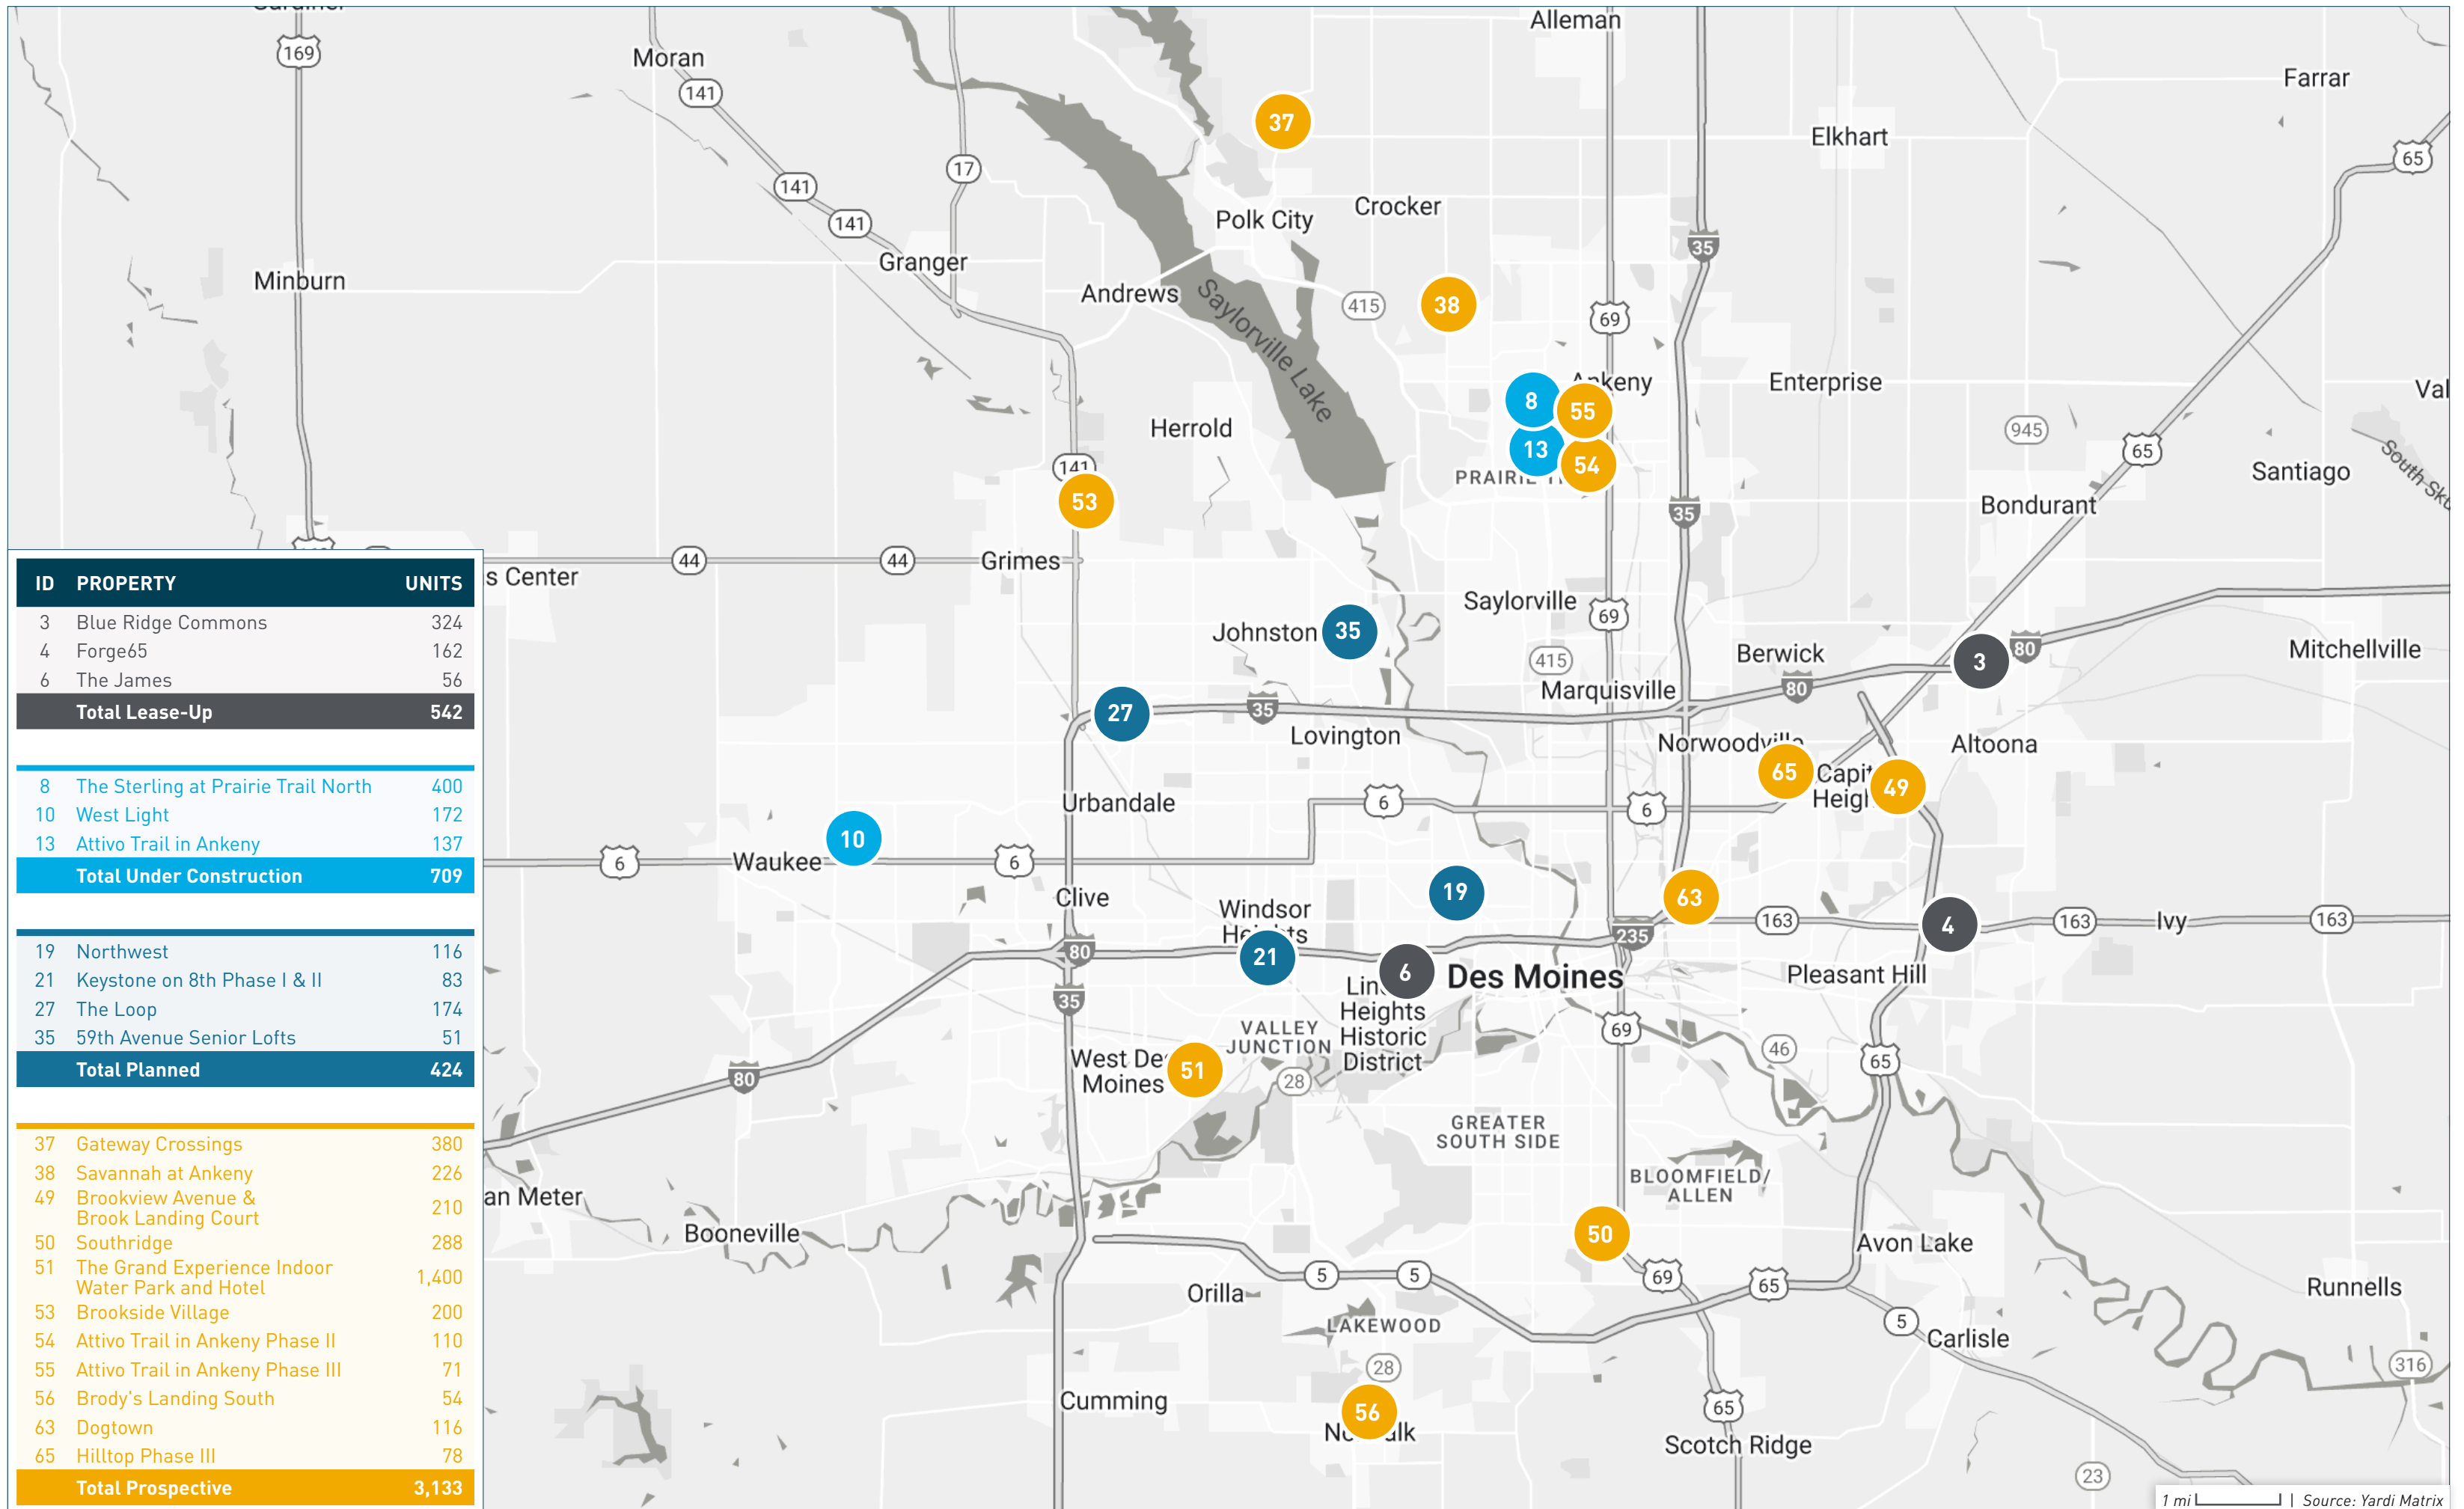 Alleman
169
Moran
Farrar
141
37
Elkhart
65
17
141
Crocker
141
Polk City
35
Granger
Minburn
Andrews
Saylorville Lake
415
38
69
Ankeny
Enterprise
8
55
Herrold
945
13
54
65
141
Santiago
53
Bondurant
35
44
44
Grimes
s Center
Saylorville
69
Johnston
35
415
Berwick
3
80
Mitchellville
Marquisville
80
27
35
Lovington
Norwoodville
Altoona
65
49
Urbandale
6
6
10
6
Waukee
6
Clive
19
63
Windsor
Heights
163
4
163
Ivy
163
235
80
21
6
Des Moines
Pleasant Hill
35
Heights
Historic
District
VALLEY
JUNCTION
69
46
65
West Des
Moines
51
28
80
GREATER
SOUTH SIDE
BLOOMFIELD/
ALLEN
an Meter
Booneville
50
Avon Lake
5
5
69
65
Orilla
Runnells
5
LAKEWOOD
Carlisle
28
316
Cumming
56
65
Norwalk
Scotch Ridge
23
ID PROPERTY UNITS
3 Blue Ridge Commons 324
4 Forge65 162
6 The James 56
Total Lease-Up 542
8 The Sterling at Prairie Trail North 400
10 West Light 172
13 Attivo Trail in Ankeny 137
Total Under Construction 709
19 Northwest 116
21 Keystone on 8th Phase I & II 83
27 The Loop 174
35 59th Avenue Senior Lofts 51
Total Planned 424
37 Gateway Crossings 380
38 Savannah at Ankeny 226
49 Brookview Avenue &
Brook Landing Court 210
50 Southridge 288
51 The Grand Experience Indoor
Water Park and Hotel 1,400
53 Brookside Village 200
54 Attivo Trail in Ankeny Phase II 110
55 Attivo Trail in Ankeny Phase III 71
56 Brody's Landing South 54
63 Dogtown 116
65 Hilltop Phase III 78
Total Prospective 3,133
1 mi | Source: Yardi Matrix